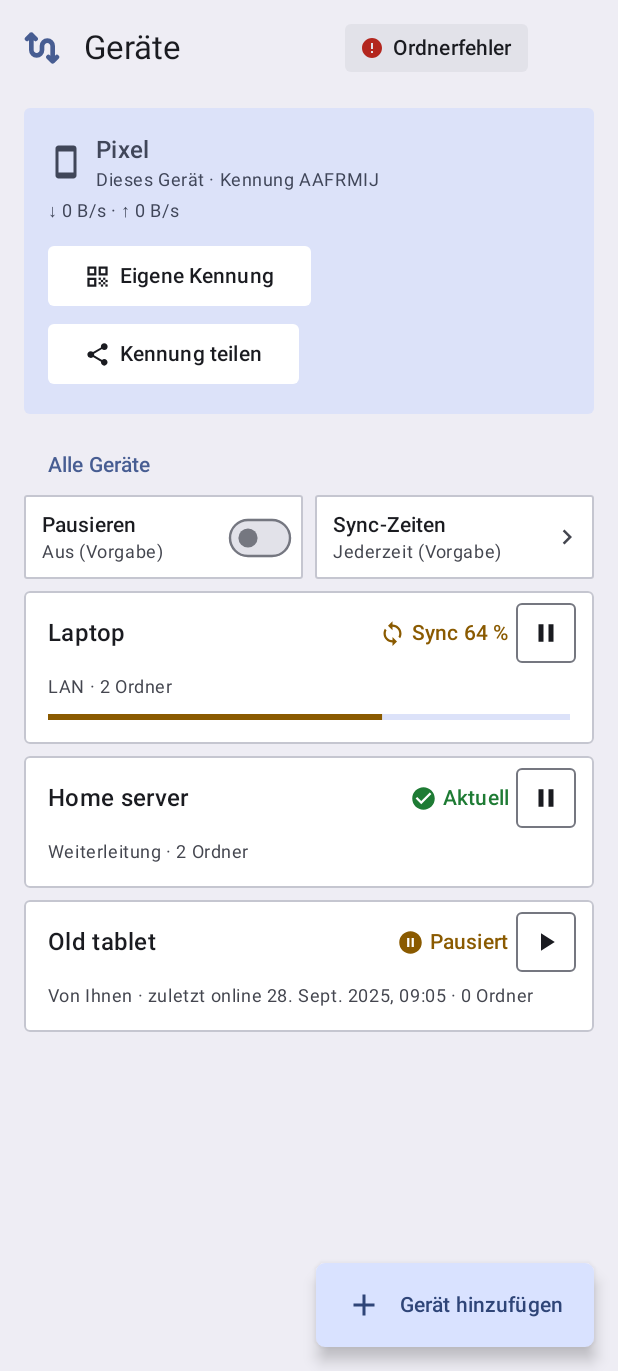 Geräte
Ordnerfehler
Pixel
Dieses Gerät · Kennung AAFRMIJ
↓ 0 B/s · ↑ 0 B/s
Eigene Kennung
Kennung teilen
Alle Geräte
Pausieren
Aus (Vorgabe)
Sync-Zeiten
Jederzeit (Vorgabe)
Laptop
Sync 64 %
LAN · 2 Ordner
Home server
Aktuell
Weiterleitung · 2 Ordner
Old tablet
Pausiert
Von Ihnen · zuletzt online 28. Sept. 2025, 09:05 · 0 Ordner
Gerät hinzufügen